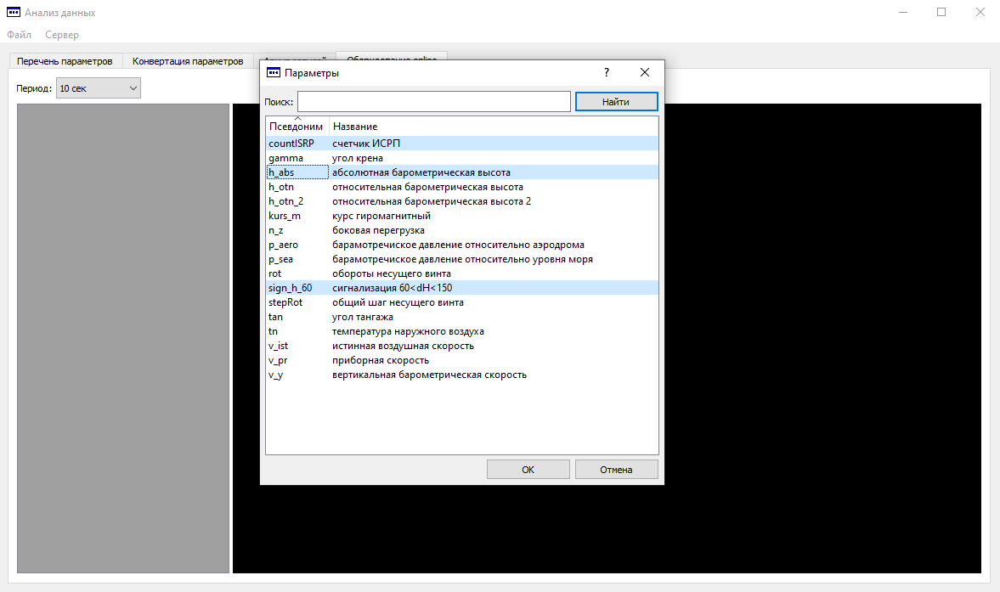 Анализ данных
Файл Сервер
Перечень параметров Конвертация параметров
Период: 10 сек
Параметры ?
Поиск: Найти
Псевдоним Название
countISRP счетчик ИСРП
gamma угол крена
h_abs абсолютная барометрическая высота
h_otn относительная барометрическая высота
h_otn_2 относительная барометрическая высота 2
kurs_m курс гиромагнитный
n_z боковая перегрузка
p_aero барамотречиское давление относительно аэродрома
p_sea барамотречиское давление относительно уровня моря
rot обороты несущего винта
sign_h_60 сигнализация 60<dH<150
stepRot общий шаг несущего винта
tan угол тангажа
tn температура наружного воздуха
v_ist истинная воздушная скорость
v_pr приборная скорость
v_y вертикальная барометрическая скорость
OK Отмена